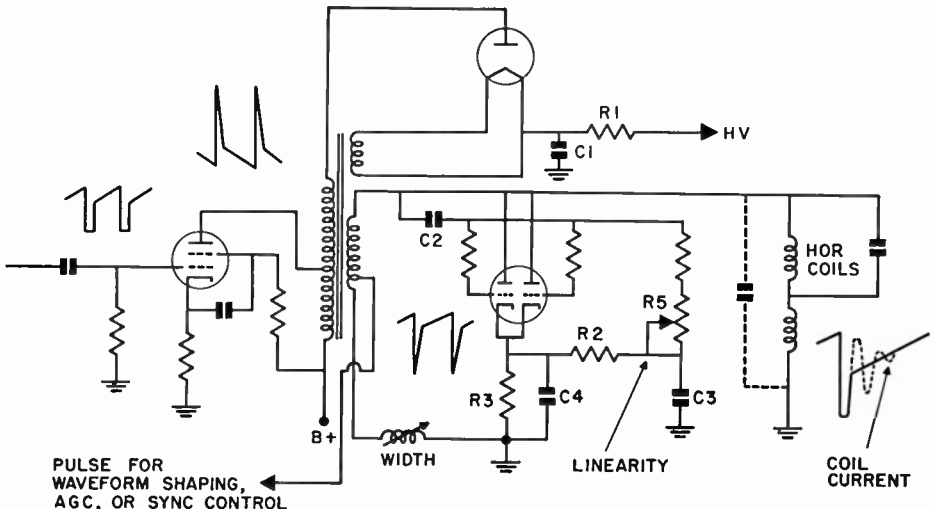 R1
HV
C1
C2
HOR
COILS
R5
R2
R3
C4
C3
B+
WIDTH
LINEARITY
COIL
CURRENT
PULSE FOR
WAVEFORM SHAPING,
AGC, OR SYNC CONTROL